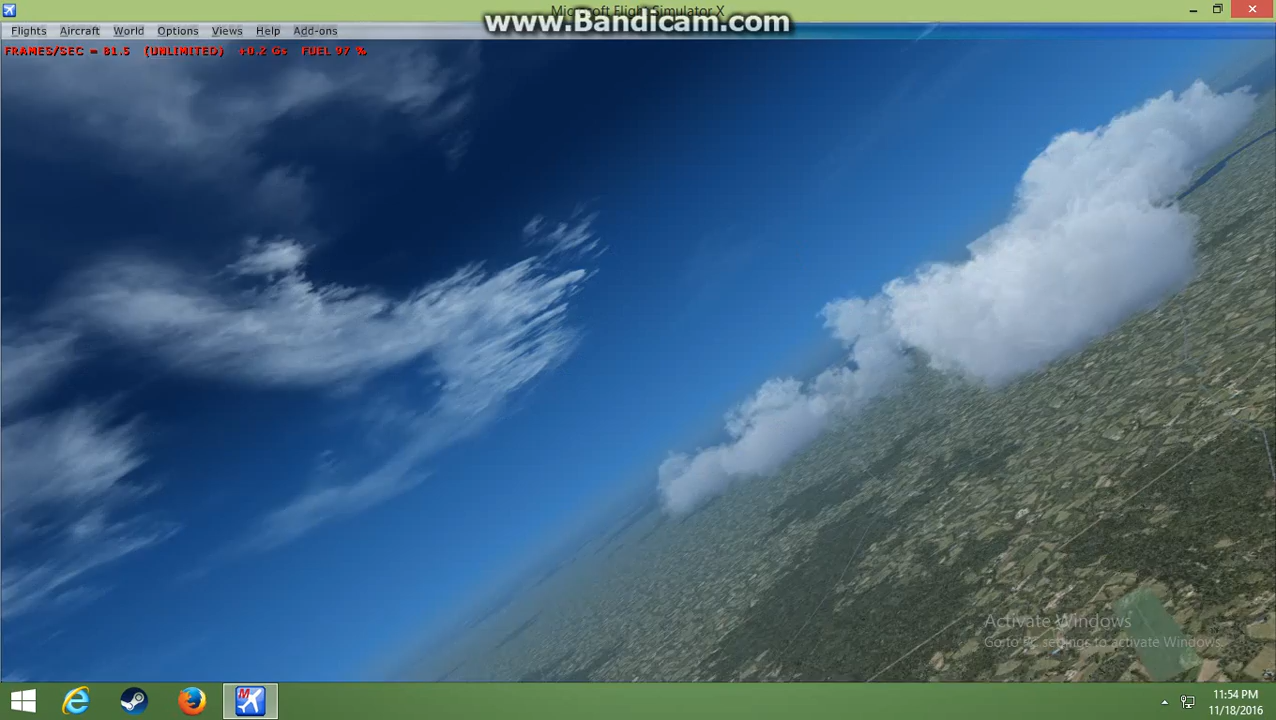 Microsoft Flight Simulator X
www.Bandicam.com
Flights Aircraft World Options Views Help Add-ons
FRAMES/SEC = 81.5 (UNLIMITED) +0.2 Gs FUEL 97 %
Activate Windows
Go to PC settings to activate Windows.
11:54 PM
11/18/2016